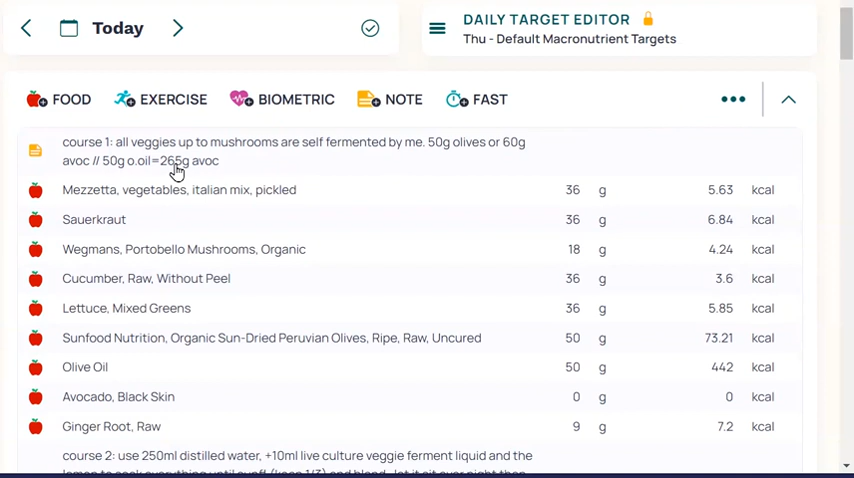 Today
DAILY TARGET EDITOR
Thu - Default Macronutrient Targets
FOOD EXERCISE BIOMETRIC NOTE FAST
course 1: all veggies up to mushrooms are self fermented by me. 50g olives or 60g
avoc // 50g o.oil=265g avoc
Mezzetta, vegetables, italian mix, pickled 36 g 5.63 kcal
Sauerkraut 36 g 6.84 kcal
Wegmans, Portobello Mushrooms, Organic 18 g 4.24 kcal
Cucumber, Raw, Without Peel 36 g 3.6 kcal
Lettuce, Mixed Greens 36 g 5.85 kcal
Sunfood Nutrition, Organic Sun-Dried Peruvian Olives, Ripe, Raw, Uncured 50 g 73.21 kcal
Olive Oil 50 g 442 kcal
Avocado, Black Skin 0 g 0 kcal
Ginger Root, Raw 9 g 7.2 kcal
course 2: use 250ml distilled water, +10ml live culture veggie ferment liquid and the